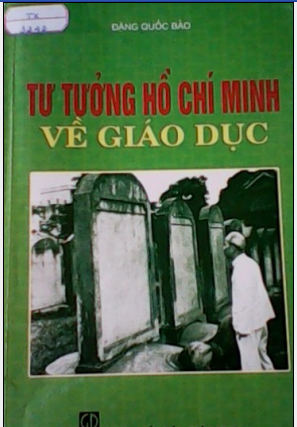 ĐẶNG QUỐC BẢO
TƯ TƯỞNG HỒ CHÍ MINH
VỀ GIÁO DỤC